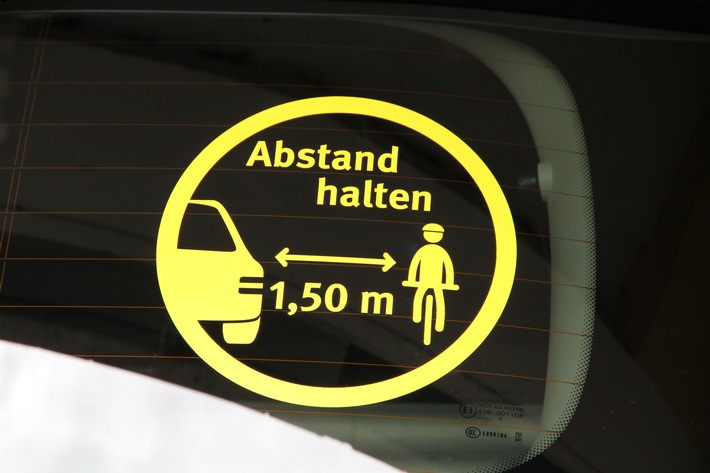 Abstand
halten
1,50 m